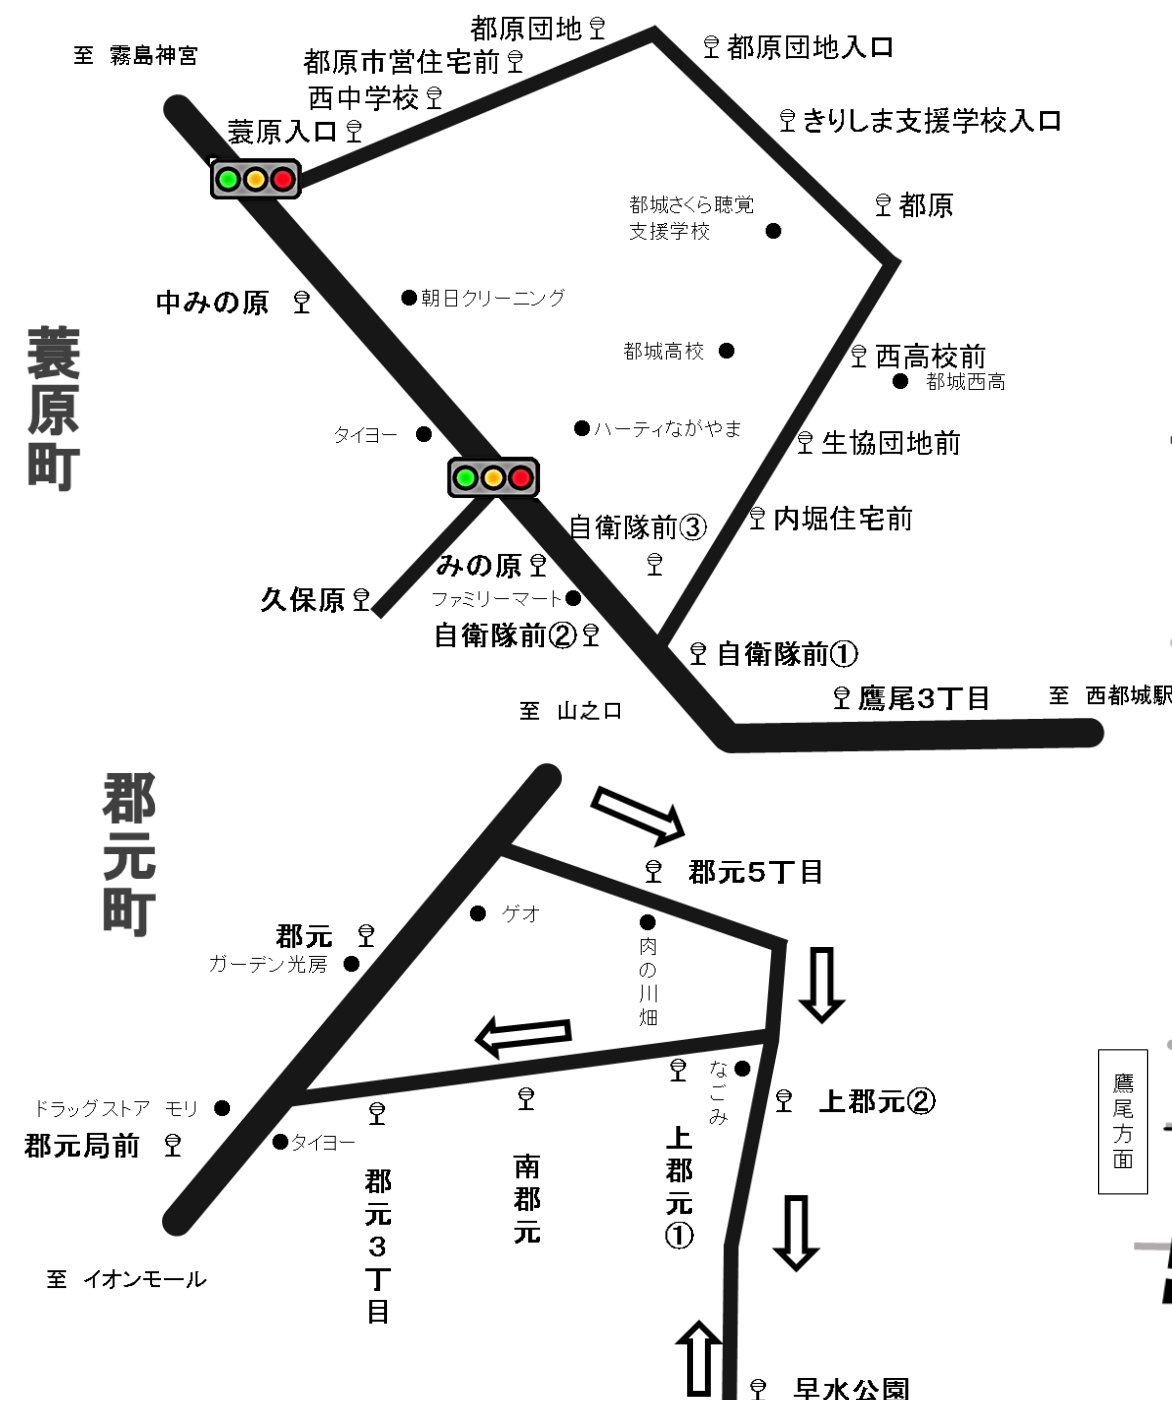 都原団地
至 霧島神宮
都原団地入口
都原市営住宅前
西中学校
蓑原入口
きりしま支援学校入口
都原
都城さくら聴覚
支援学校
中みの原
朝日クリーニング
蓑原町
都城高校
西高校前
都城西高
タイヨー
ハーティながやま
生協団地前
内堀住宅前
自衛隊前③
みの原
久保原
ファミリーマート
自衛隊前②
自衛隊前①
鷹尾3丁目
至 西都城駅
至 山之口
郡元町
郡元5丁目
ゲオ
郡元
ガーデン光房
肉の川畑
なごみ
上郡元②
ドラッグストア モリ
郡元局前
タイヨー
上郡元①
南郡元
郡元3丁目
鷹尾方面
至 イオンモール
早水公園